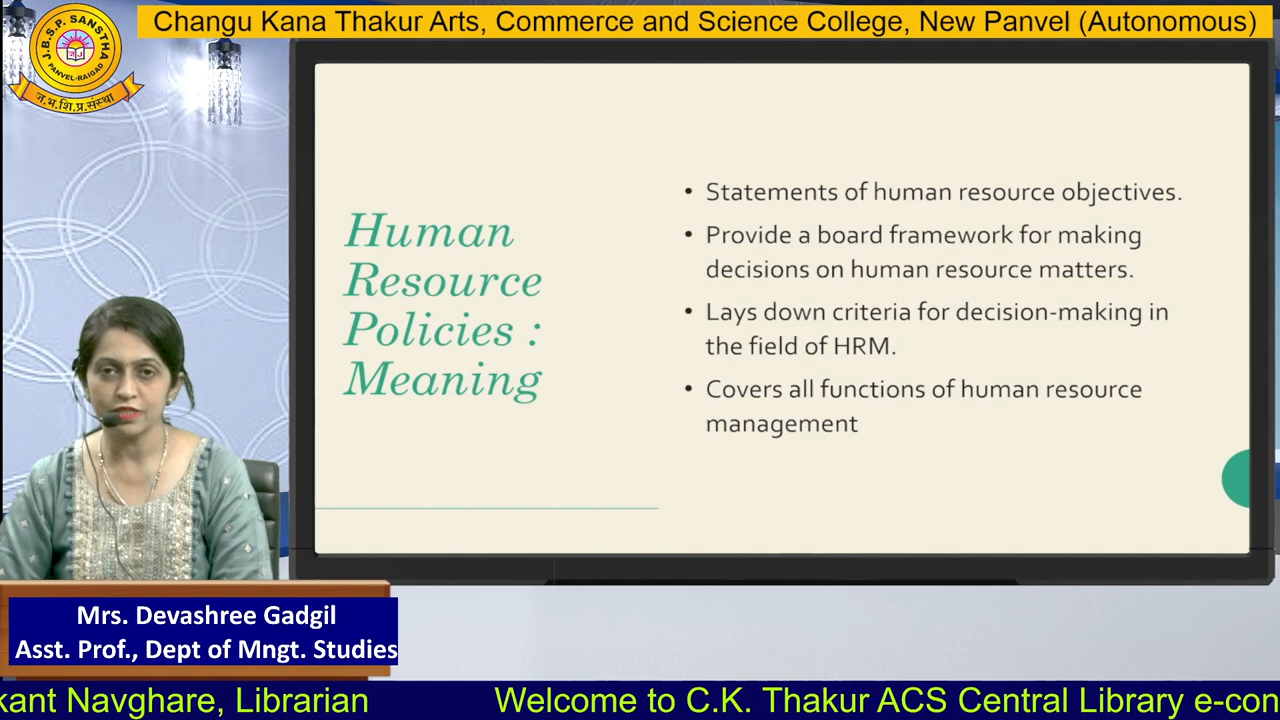 Changu Kana Thakur Arts, Commerce and Science College, New Panvel (Autonomous)
J.B.S.P. SANSTHA
PANVEL-RAIGAD
ज.भ.शि.प्र.संस्था
Human
Resource
Policies :
Meaning
• Statements of human resource objectives.
• Provide a board framework for making
decisions on human resource matters.
• Lays down criteria for decision-making in
the field of HRM.
• Covers all functions of human resource
management
Mrs. Devashree Gadgil
Asst. Prof., Dept of Mngt. Studies
kant Navghare, Librarian Welcome to C.K. Thakur ACS Central Library e-con